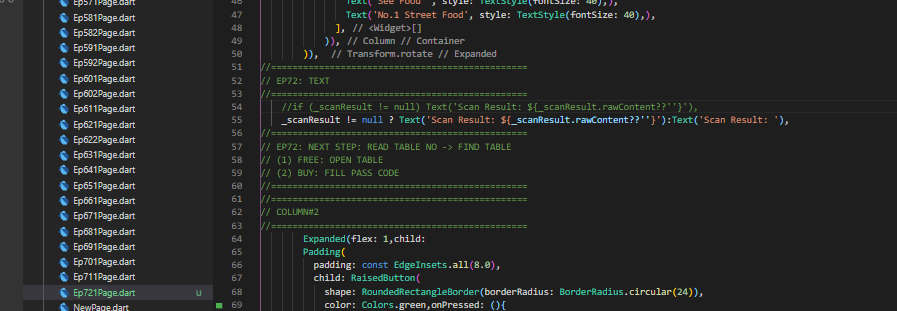 Ep571Page.dart
Ep581Page.dart
Ep582Page.dart
Ep591Page.dart
Ep592Page.dart
Ep601Page.dart
Ep602Page.dart
Ep611Page.dart
Ep621Page.dart
Ep622Page.dart
Ep631Page.dart
Ep641Page.dart
Ep651Page.dart
Ep661Page.dart
Ep671Page.dart
Ep681Page.dart
Ep691Page.dart
Ep701Page.dart
Ep711Page.dart
Ep721Page.dart U
NewPage.dart
46 Text('See Food' , style: TextStyle(fontSize: 40),),
47 Text('No.1 Street Food', style: TextStyle(fontSize: 40),),
48 ], // <Widget>[]
49 )), // Column // Container
50 )), // Transform.rotate // Expanded
51 //================================================
52 // EP72: TEXT
53 //================================================
54 //if (_scanResult != null) Text('Scan Result: ${_scanResult.rawContent??''}'),
55 _scanResult != null ? Text('Scan Result: ${_scanResult.rawContent??''}'):Text('Scan Result: '),
56 //================================================
57 // EP72: NEXT STEP: READ TABLE NO -> FIND TABLE
58 // (1) FREE: OPEN TABLE
59 // (2) BUY: FILL PASS CODE
60 //================================================
61 //================================================
62 // COLUMN#2
63 //================================================
64 Expanded(flex: 1,child:
65 Padding(
66 padding: const EdgeInsets.all(8.0),
67 child: RaisedButton(
68 shape: RoundedRectangleBorder(borderRadius: BorderRadius.circular(24)),
69 color: Colors.green,onPressed: (){